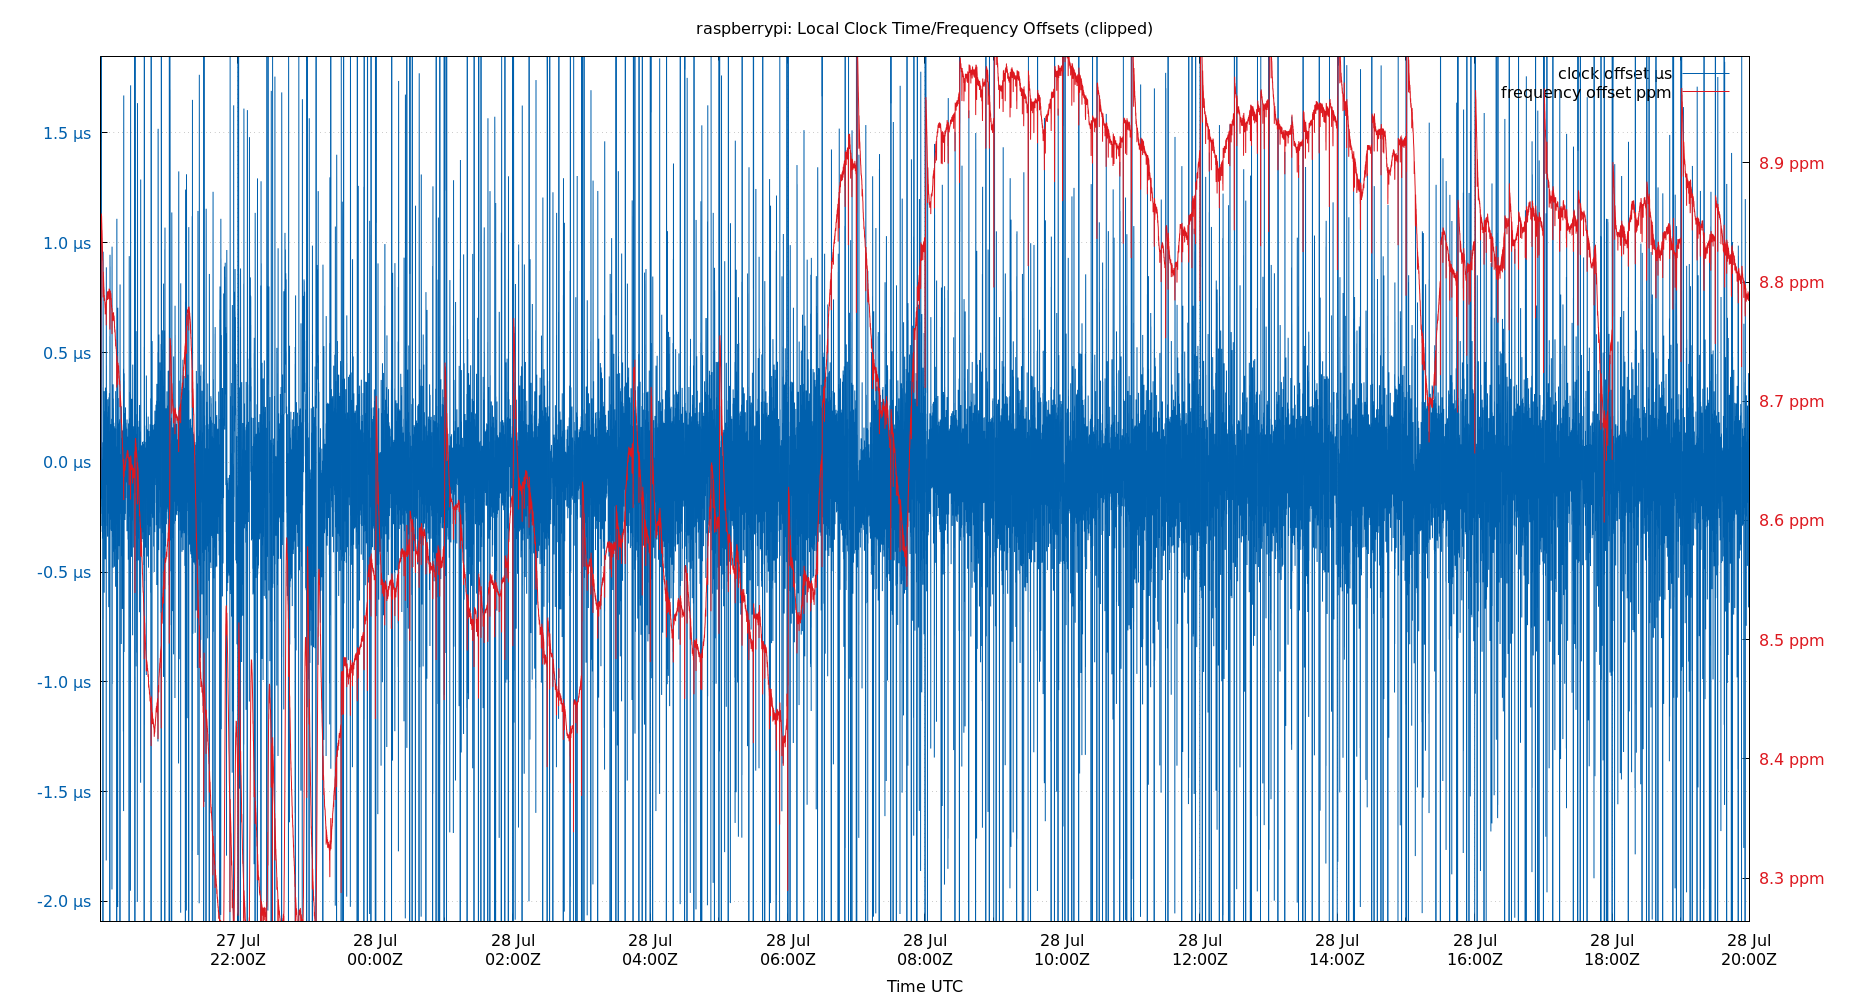 raspberrypi: Local Clock Time/Frequency Offsets (clipped)
clock offset µs
frequency offset ppm
1.5 µs
1.0 µs
0.5 µs
0.0 µs
-0.5 µs
-1.0 µs
-1.5 µs
-2.0 µs
8.9 ppm
8.8 ppm
8.7 ppm
8.6 ppm
8.5 ppm
8.4 ppm
8.3 ppm
27 Jul 28 Jul 28 Jul 28 Jul 28 Jul 28 Jul 28 Jul 28 Jul 28 Jul 28 Jul 28 Jul 28 Jul
22:00Z 00:00Z 02:00Z 04:00Z 06:00Z 08:00Z 10:00Z 12:00Z 14:00Z 16:00Z 18:00Z 20:00Z
Time UTC